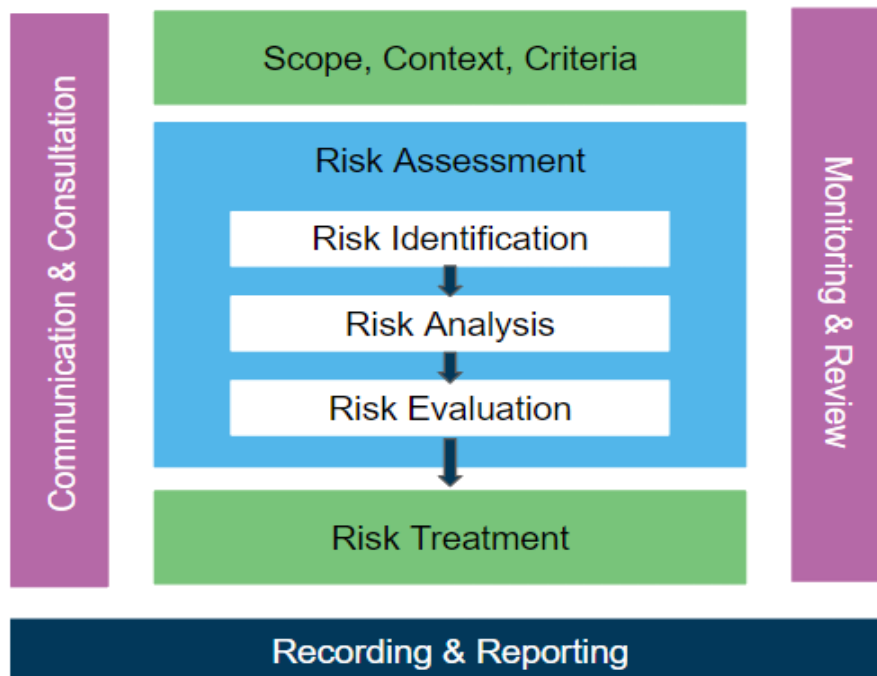 Communication & Consultation
Scope, Context, Criteria
Risk Assessment
Risk Identification
Risk Analysis
Risk Evaluation
Risk Treatment
Monitoring & Review
Recording & Reporting